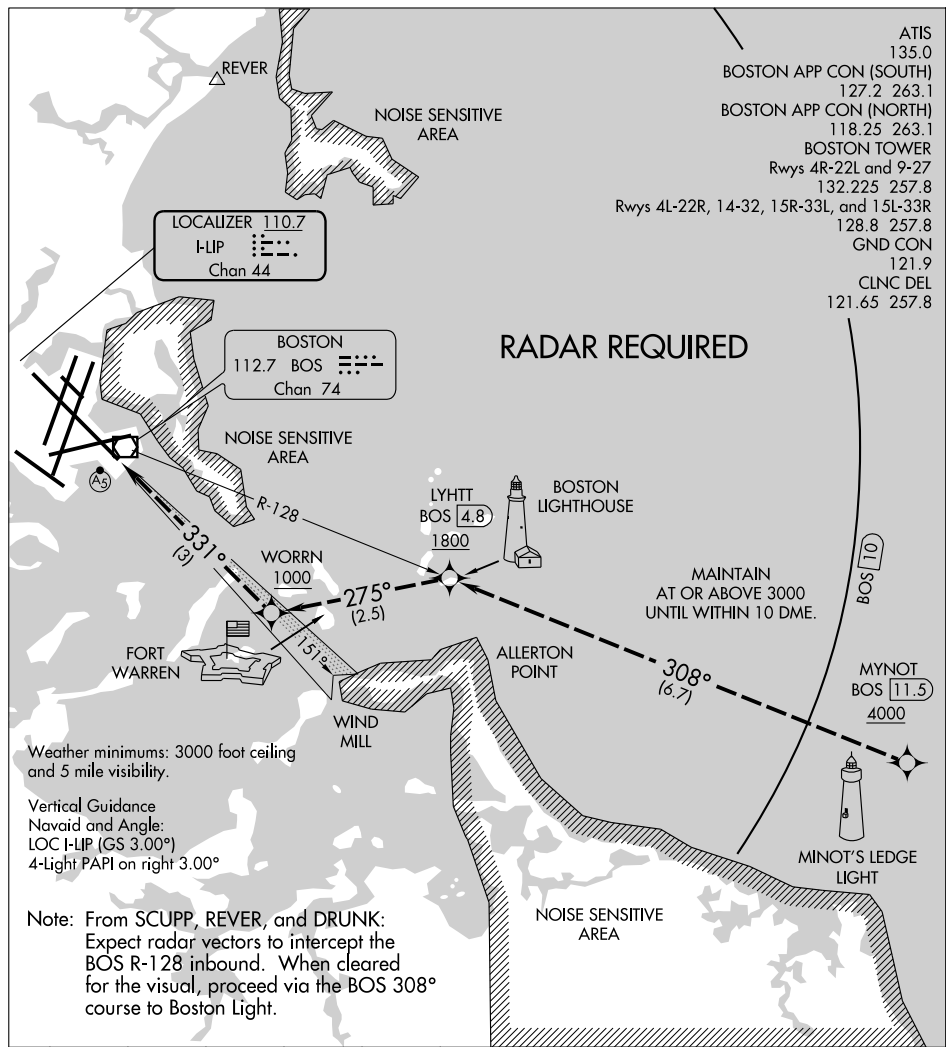 ATIS
135.0
BOSTON APP CON (SOUTH)
127.2 263.1
BOSTON APP CON (NORTH)
118.25 263.1
BOSTON TOWER
Rwys 4R-22L and 9-27
132.225 257.8
Rwys 4L-22R, 14-32, 15R-33L, and 15L-33R
128.8 257.8
GND CON
121.9
CLNC DEL
121.65 257.8
REVER
NOISE SENSITIVE
AREA
LOCALIZER 110.7
I-LIP
Chan 44
RADAR REQUIRED
BOSTON
112.7 BOS
Chan 74
NOISE SENSITIVE
AREA
A5
R-128
LYHTT
BOS 4.8
1800
BOSTON
LIGHTHOUSE
331°
(3)
WORRN
1000
275°
(2.5)
MAINTAIN
AT OR ABOVE 3000
UNTIL WITHIN 10 DME.
BOS 10
FORT
WARREN
151°
ALLERTON
POINT
308°
(6.7)
MYNOT
BOS 11.5
4000
WIND
MILL
Weather minimums: 3000 foot ceiling
and 5 mile visibility.
Vertical Guidance
Navaid and Angle:
LOC I-LIP (GS 3.00°)
4-Light PAPI on right 3.00°
MINOT'S LEDGE
LIGHT
Note: From SCUPP, REVER, and DRUNK:
Expect radar vectors to intercept the
BOS R-128 inbound. When cleared
for the visual, proceed via the BOS 308°
course to Boston Light.
NOISE SENSITIVE
AREA